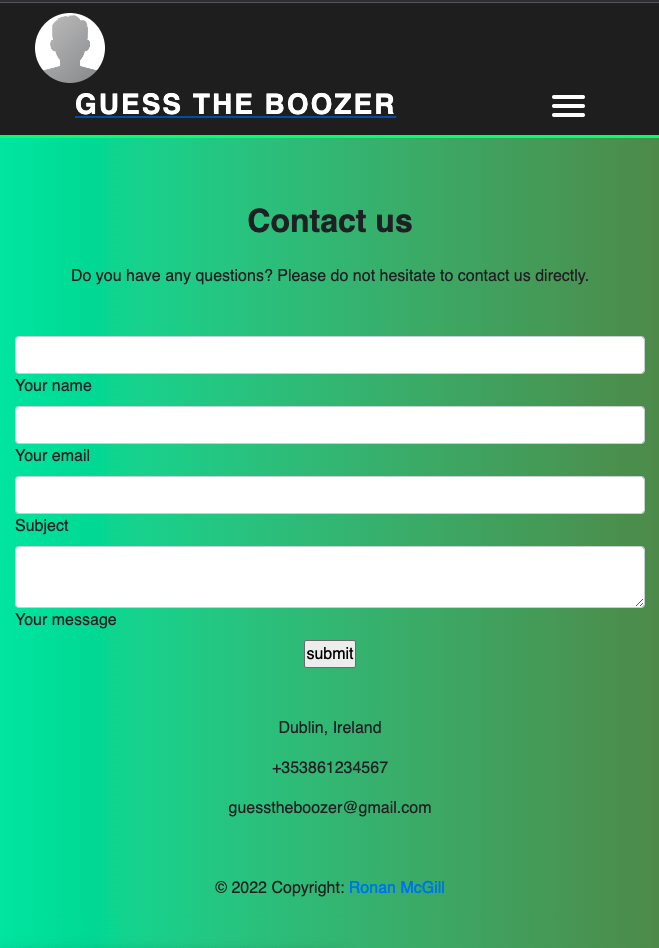 GUESS THE BOOZER
Contact us
Do you have any questions? Please do not hesitate to contact us directly.
Your name
Your email
Subject
Your message
submit
Dublin, Ireland
+353861234567
guesstheboozer@gmail.com
© 2022 Copyright: Ronan McGill